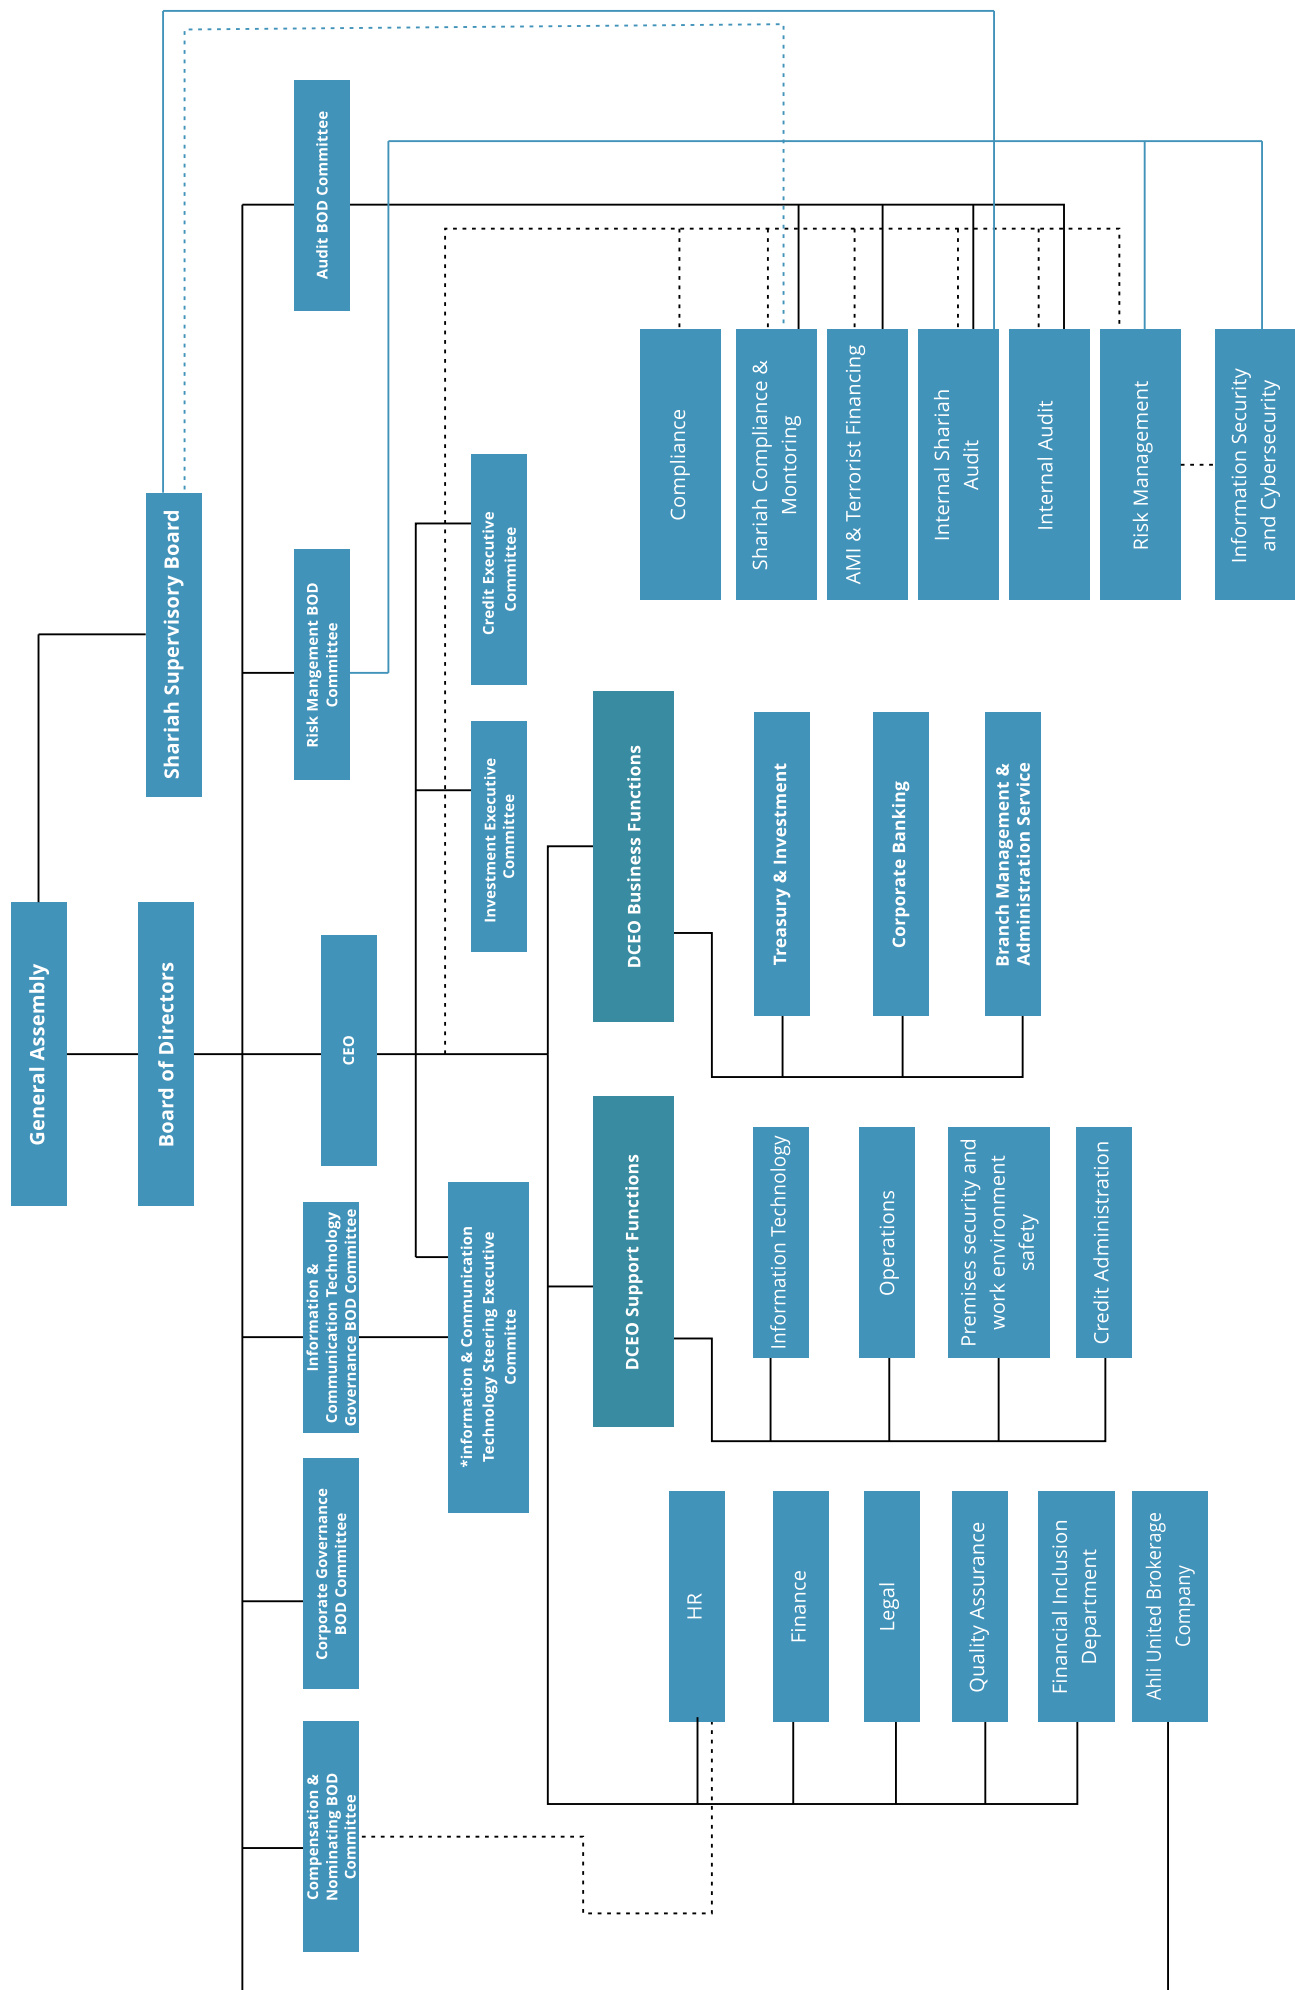 General Assembly
Board of Directors
Shariah Supervisory Board
Compensation &
Nominating BOD
Committee
Corporate Governance
BOD Committee
Information &
Communication Technology
Governance BOD Committee
CEO
Risk Mangement BOD
Committee
Audit BOD Committee
*information & Communication
Technology Steering Executive
Committe
Investment Executive
Committee
Credit Executive
Committee
DCEO Support Functions
DCEO Business Functions
HR
Finance
Legal
Quality Assurance
Financial Inclusion
Department
Ahli United Brokerage
Company
Information Technology
Operations
Premises security and
work environment
safety
Credit Administration
Treasury & Investment
Corporate Banking
Branch Management &
Administration Service
Compliance
Shariah Compliance &
Montoring
AMI & Terrorist Financing
Internal Shariah
Audit
Internal Audit
Risk Management
Information Security
and Cybersecurity